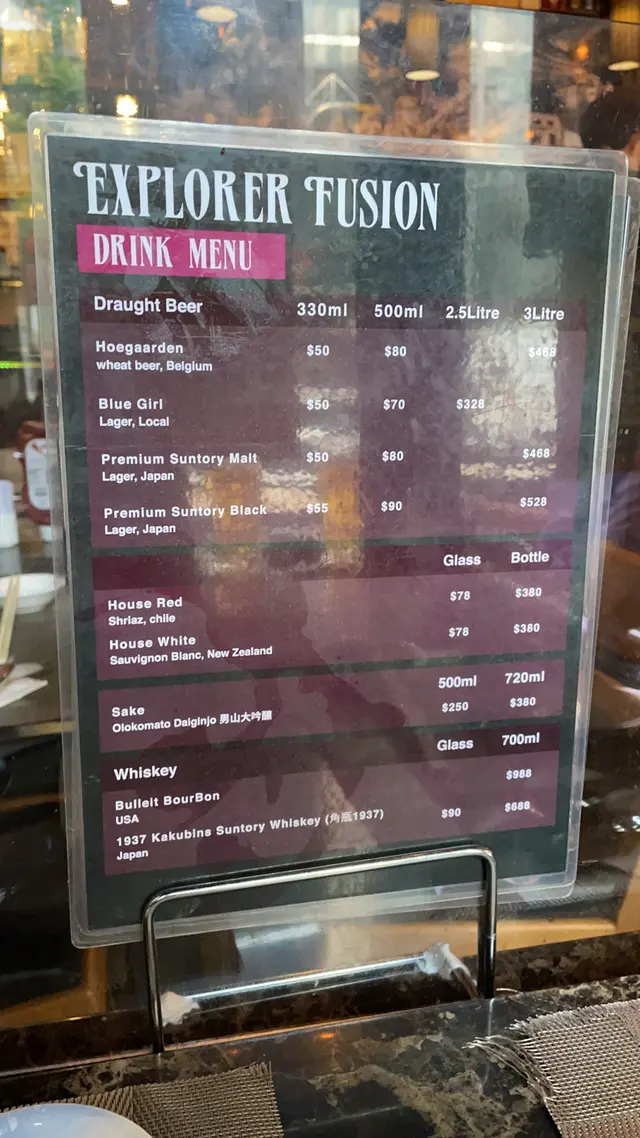 EXPLORER FUSION
DRINK MENU
Draught Beer 330ml 500ml 2.5Litre 3Litre
Hoegaarden $50 $80 $468
wheat beer, Belgium
Blue Girl $50 $70 $328
Lager, Local
Premium Suntory Malt $50 $80 $468
Lager, Japan
Premium Suntory Black $55 $90 $528
Lager, Japan
Glass Bottle
House Red $78 $380
Shriaz, chile
House White $78 $380
Sauvignon Blanc, New Zealand
500ml 720ml
Sake $250 $380
Olokomato Daiginjo 男山大吟釀
Glass 700ml
Whiskey
Bulleit BourBon $988
USA
1937 Kakubins Suntory Whiskey (角瓶1937) $90 $688
Japan